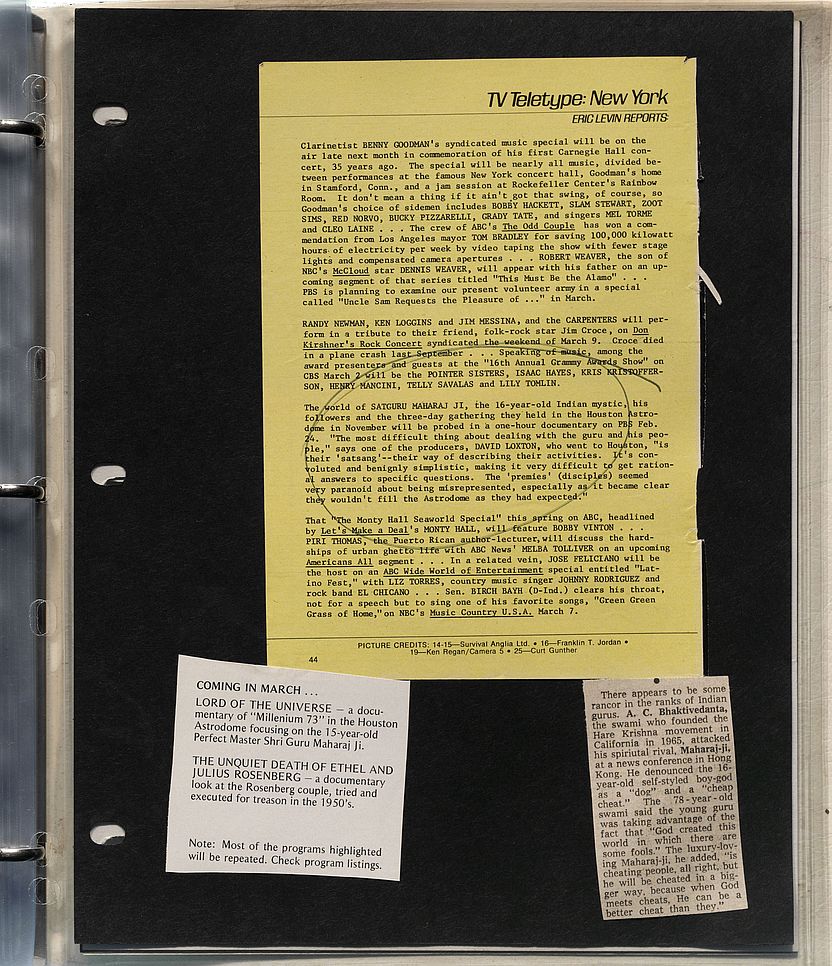 TV Teletype: New York
ERIC LEVIN REPORTS:
Clarinetist BENNY GOODMAN's syndicated music special will be on the
air late next month in commemoration of his first Carnegie Hall con-
cert, 35 years ago. The special will be nearly all music, divided be-
tween performances at the famous New York concert hall, Goodman's home
in Stamford, Conn., and a jam session at Rockefeller Center's Rainbow
Room. It don't mean a thing if it ain't got that swing, of course, so
Goodman's choice of sidemen includes BOBBY HACKETT, SLAM STEWART, ZOOT
SIMS, RED NORVO, BUCKY PIZZARELLI, GRADY TATE, and singers MEL TORME
and CLEO LAINE . . . The crew of ABC's The Odd Couple has won a com-
mendation from Los Angeles mayor TOM BRADLEY for saving 100,000 kilowatt
hours of electricity per week by video taping the show with fewer stage
lights and compensated camera apertures . . . ROBERT WEAVER, the son of
NBC's McCloud star DENNIS WEAVER, will appear with his father on an up-
coming segment of that series titled "This Must Be the Alamo" . . .
PBS is planning to examine our present volunteer army in a special
called "Uncle Sam Requests the Pleasure of ..." in March.
RANDY NEWMAN, KEN LOGGINS and JIM MESSINA, and the CARPENTERS will per-
form in a tribute to their friend, folk-rock star Jim Croce, on Don
Kirshner's Rock Concert syndicated the weekend of March 9. Croce died
in a plane crash last September . . . Speaking of music, among the
award presenters and guests at the "16th Annual Grammy Awards Show" on
CBS March 2 will be the POINTER SISTERS, ISAAC HAYES, KRIS KRISTOFFER-
SON, HENRY MANCINI, TELLY SAVALAS and LILY TOMLIN.
The world of SATGURU MAHARAJ JI, the 16-year-old Indian mystic, his
followers and the three-day gathering they held in the Houston Astro-
dome in November will be probed in a one-hour documentary on PBS Feb.
24. "The most difficult thing about dealing with the guru and his peo-
ple," says one of the producers, DAVID LOXTON, who went to Houston, "is
their 'satsang'--their way of describing their activities. It's con-
voluted and benignly simplistic, making it very difficult to get ration-
al answers to specific questions. The 'premies' (disciples) seemed
very paranoid about being misrepresented, especially as it became clear
they wouldn't fill the Astrodome as they had expected."
That "The Monty Hall Seaworld Special" this spring on ABC, headlined
by Let's Make a Deal's MONTY HALL, will feature BOBBY VINTON . . .
PIRI THOMAS, the Puerto Rican author-lecturer, will discuss the hard-
ships of urban ghetto life with ABC News' MELBA TOLLIVER on an upcoming
Americans All segment . . . In a related vein, JOSE FELICIANO will be
the host on an ABC Wide World of Entertainment special entitled "Lat-
ino Fest," with LIZ TORRES, country music singer JOHNNY RODRIGUEZ and
rock band EL CHICANO . . . Sen. BIRCH BAYH (D-Ind.) clears his throat,
not for a speech but to sing one of his favorite songs, "Green Green
Grass of Home," on NBC's Music Country U.S.A. March 7.
PICTURE CREDITS: 14-15—Survival Anglia Ltd. • 16—Franklin T. Jordan •
19—Ken Regan/Camera 5 • 25—Curt Gunther
44
COMING IN MARCH ...
LORD OF THE UNIVERSE — a docu-
mentary of "Millenium 73" in the Houston
Astrodome focusing on the 15-year-old
Perfect Master Shri Guru Maharaj Ji.
THE UNQUIET DEATH OF ETHEL AND
JULIUS ROSENBERG — a documentary
look at the Rosenberg couple, tried and
executed for treason in the 1950's.
Note: Most of the programs highlighted
will be repeated. Check program listings.
There appears to be some
rancor in the ranks of Indian
gurus. A. C. Bhaktivedanta,
the swami who founded the
Hare Krishna movement in
California in 1965, attacked
his spiriutal rival, Maharaj-ji,
at a news conference in Hong
Kong. He denounced the 16-
year-old self-styled boy-god
as a "dog" and a "cheap
cheat." The 78-year-old
swami said the young guru
was taking advantage of the
fact that "God created this
world in which there are
some fools." The luxury-lov-
ing Maharaj-ji, he added, "is
cheating people, all right, but
he will be cheated in a big-
ger way, because when God
meets cheats, He can be a
better cheat than they."